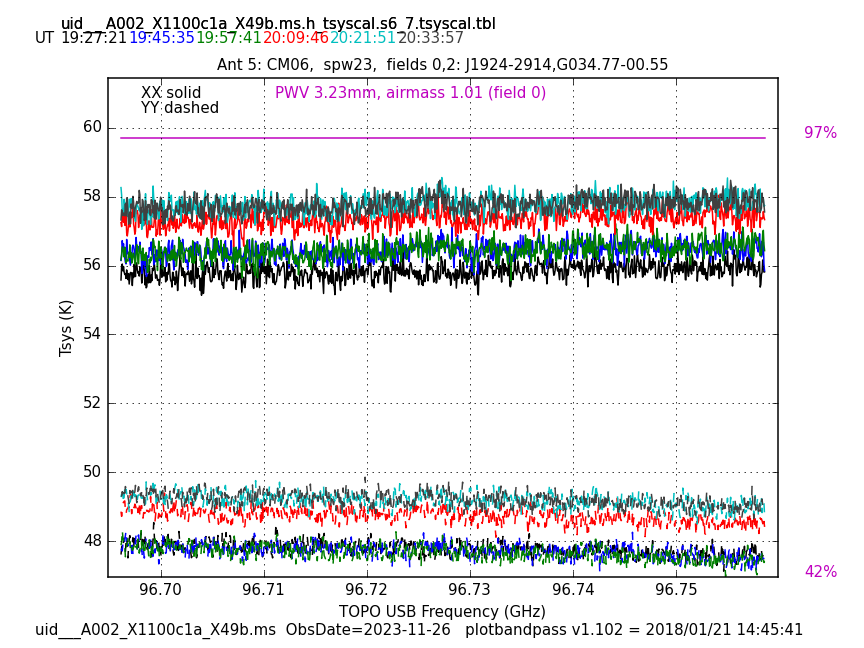 uid___A002_X1100c1a_X49b.ms.h_tsyscal.s6_7.tsyscal.tbl
UT 19:27:21 19:45:35 19:57:41 20:09:46 20:21:51 20:33:57
Ant 5: CM06,  spw23,  fields 0,2: J1924-2914,G034.77-00.55
XX solid PWV 3.23mm, airmass 1.01 (field 0)
YY dashed
60
97%
58
56
54
52
50
48
42%
Tsys (K)
96.70 96.71 96.72 96.73 96.74 96.75
TOPO USB Frequency (GHz)
uid___A002_X1100c1a_X49b.ms  ObsDate=2023-11-26   plotbandpass v1.102 = 2018/01/21 14:45:41